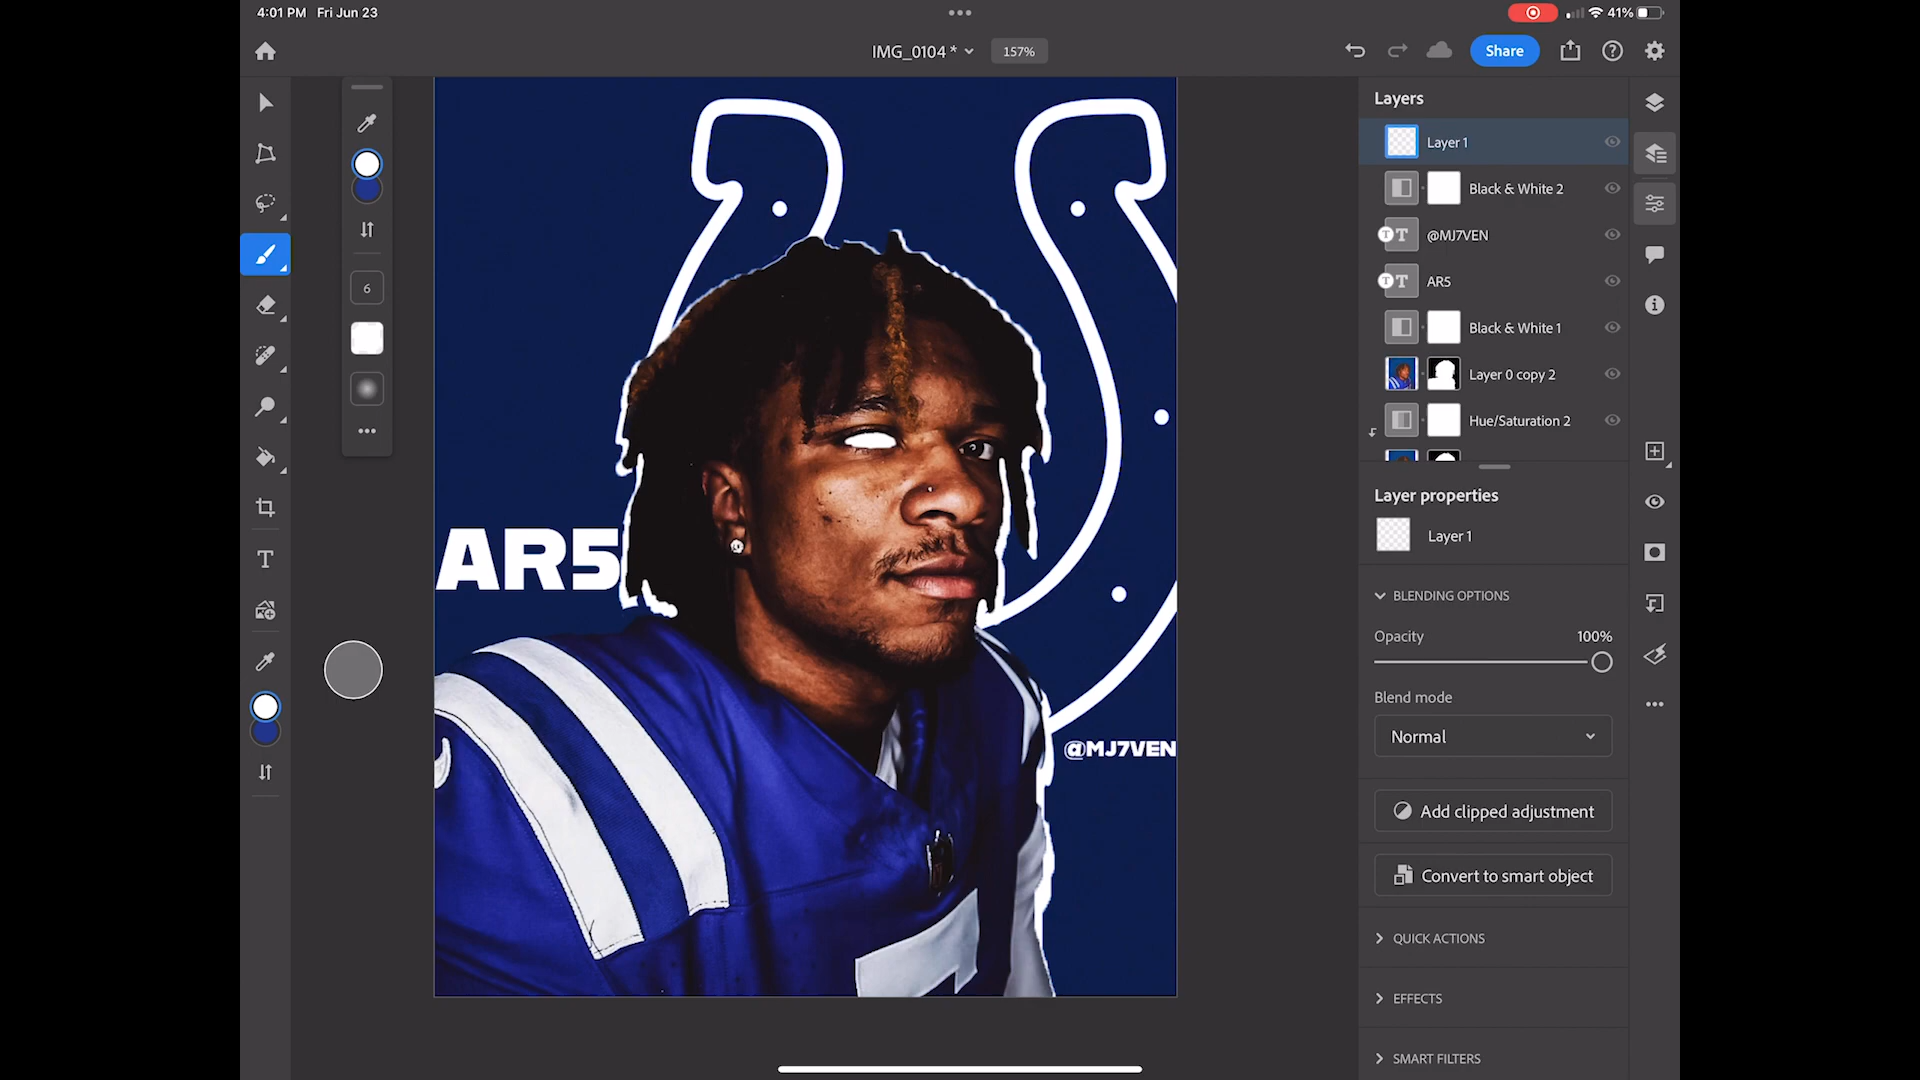 4:01 PM Fri Jun 23
41%
IMG_0104 *
157%
Share
6
AR5
@MJ7VEN
Layers
Layer 1
Black & White 2
@MJ7VEN
ARS
Black & White 1
Layer 0 copy 2
Hue/Saturation 2
Layer properties
Layer 1
BLENDING OPTIONS
Opacity 100%
Blend mode
Normal
Add clipped adjustment
Convert to smart object
QUICK ACTIONS
EFFECTS
SMART FILTERS